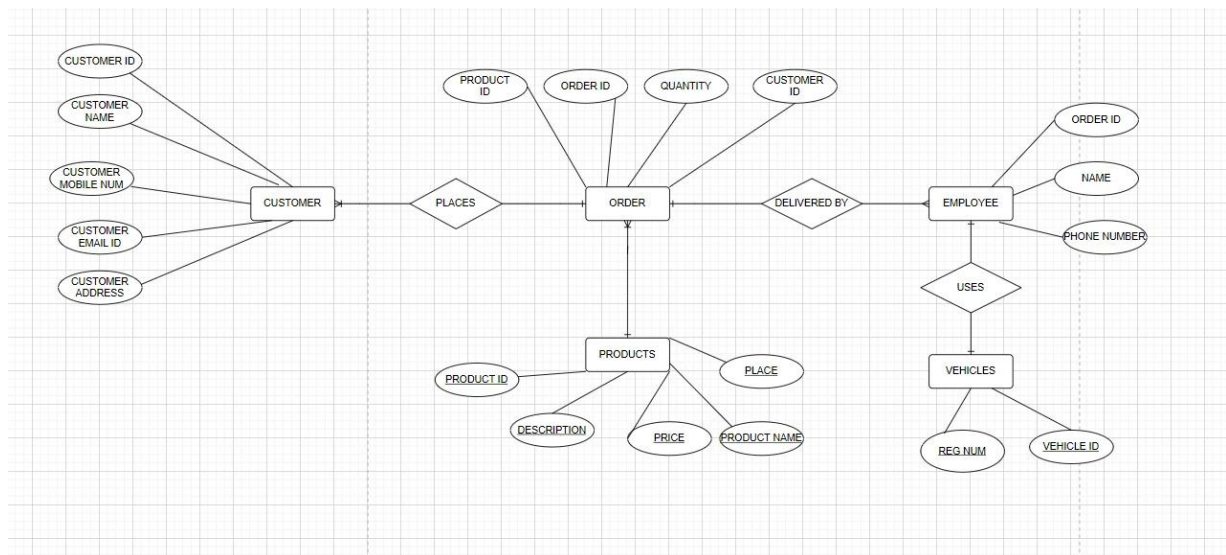 CUSTOMER ID
CUSTOMER
NAME
CUSTOMER
MOBILE NUM
CUSTOMER
EMAIL ID
CUSTOMER
ADDRESS
CUSTOMER
PLACES
PRODUCT
ID
ORDER ID
QUANTITY
CUSTOMER
ID
ORDER
DELIVERED BY
ORDER ID
NAME
PHONE NUMBER
EMPLOYEE
USES
PRODUCTS
PRODUCT ID
DESCRIPTION
PRICE
PRODUCT NAME
PLACE
VEHICLES
REG NUM
VEHICLE ID